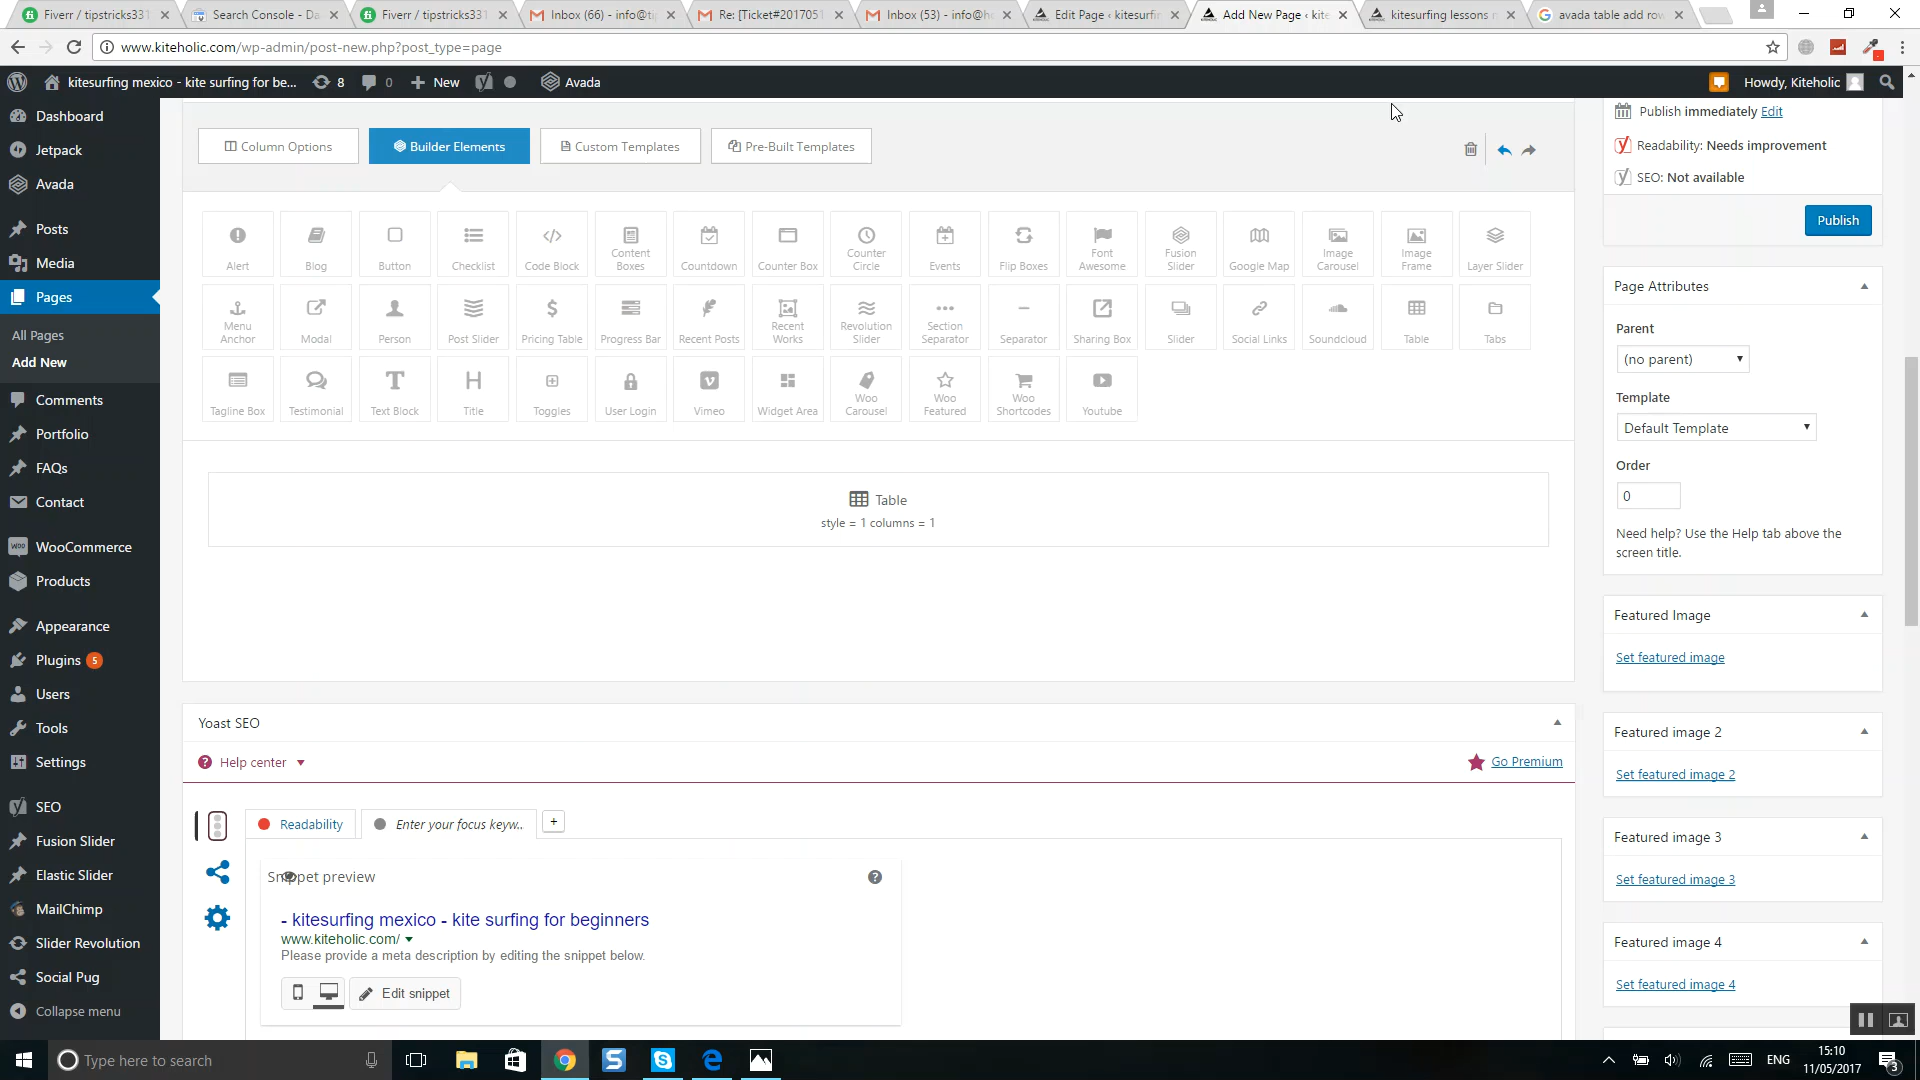 Fiverr / tipstricks331
Search Console - Da
Fiverr / tipstricks331
Inbox (66) - info@ti
Re: [Ticket#2017051
Inbox (53) - info@h
Edit Page ‹ kitesurfin
Add New Page ‹ kite
kitesurfing lessons m
avada table add row
www.kiteholic.com/wp-admin/post-new.php?post_type=page
kitesurfing mexico - kite surfing for be...
8
0
New
Avada
Howdy, Kiteholic
Dashboard
Jetpack
Avada
Posts
Media
Pages
All Pages
Add New
Comments
Portfolio
FAQs
Contact
WooCommerce
Products
Appearance
Plugins 5
Users
Tools
Settings
SEO
Fusion Slider
Elastic Slider
MailChimp
Slider Revolution
Social Pug
Collapse menu
Column Options
Builder Elements
Custom Templates
Pre-Built Templates
Alert
Blog
Button
Checklist
Code Block
Content
Boxes
Countdown
Counter Box
Counter
Circle
Events
Flip Boxes
Font
Awesome
Fusion
Slider
Google Map
Image
Carousel
Image
Frame
Layer Slider
Menu
Anchor
Modal
Person
Post Slider
Pricing Table
Progress Bar
Recent Posts
Recent
Works
Revolution
Slider
Section
Separator
Separator
Sharing Box
Slider
Social Links
Soundcloud
Table
Tabs
Tagline Box
Testimonial
Text Block
Title
Toggles
User Login
Vimeo
Widget Area
Woo
Carousel
Woo
Featured
Woo
Shortcodes
Youtube
Table
style = 1 columns = 1
Yoast SEO
Help center
Go Premium
Readability
Enter your focus keyw..
+
Snippet preview
- kitesurfing mexico - kite surfing for beginners
www.kiteholic.com/
Please provide a meta description by editing the snippet below.
Edit snippet
Publish immediately Edit
Readability: Needs improvement
SEO: Not available
Publish
Page Attributes
Parent
(no parent)
Template
Default Template
Order
0
Need help? Use the Help tab above the
screen title.
Featured Image
Set featured image
Featured image 2
Set featured image 2
Featured image 3
Set featured image 3
Featured image 4
Set featured image 4
Type here to search
ENG
15:10
11/05/2017
3